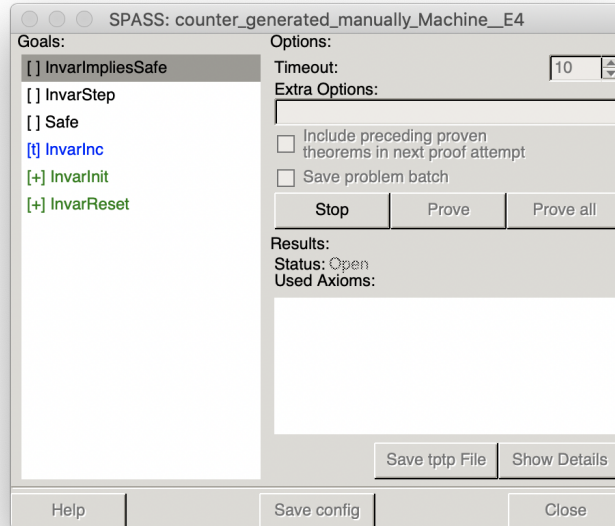 SPASS: counter_generated_manually_Machine__E4
Goals:
[ ] InvarImpliesSafe
[ ] InvarStep
[ ] Safe
[t] InvarInc
[+] InvarInit
[+] InvarReset
Options:
Timeout:
10
Extra Options:
Include preceding proven
theorems in next proof attempt
Save problem batch
Stop Prove Prove all
Results:
Status: Open
Used Axioms:
Save tptp File Show Details
Help Save config Close